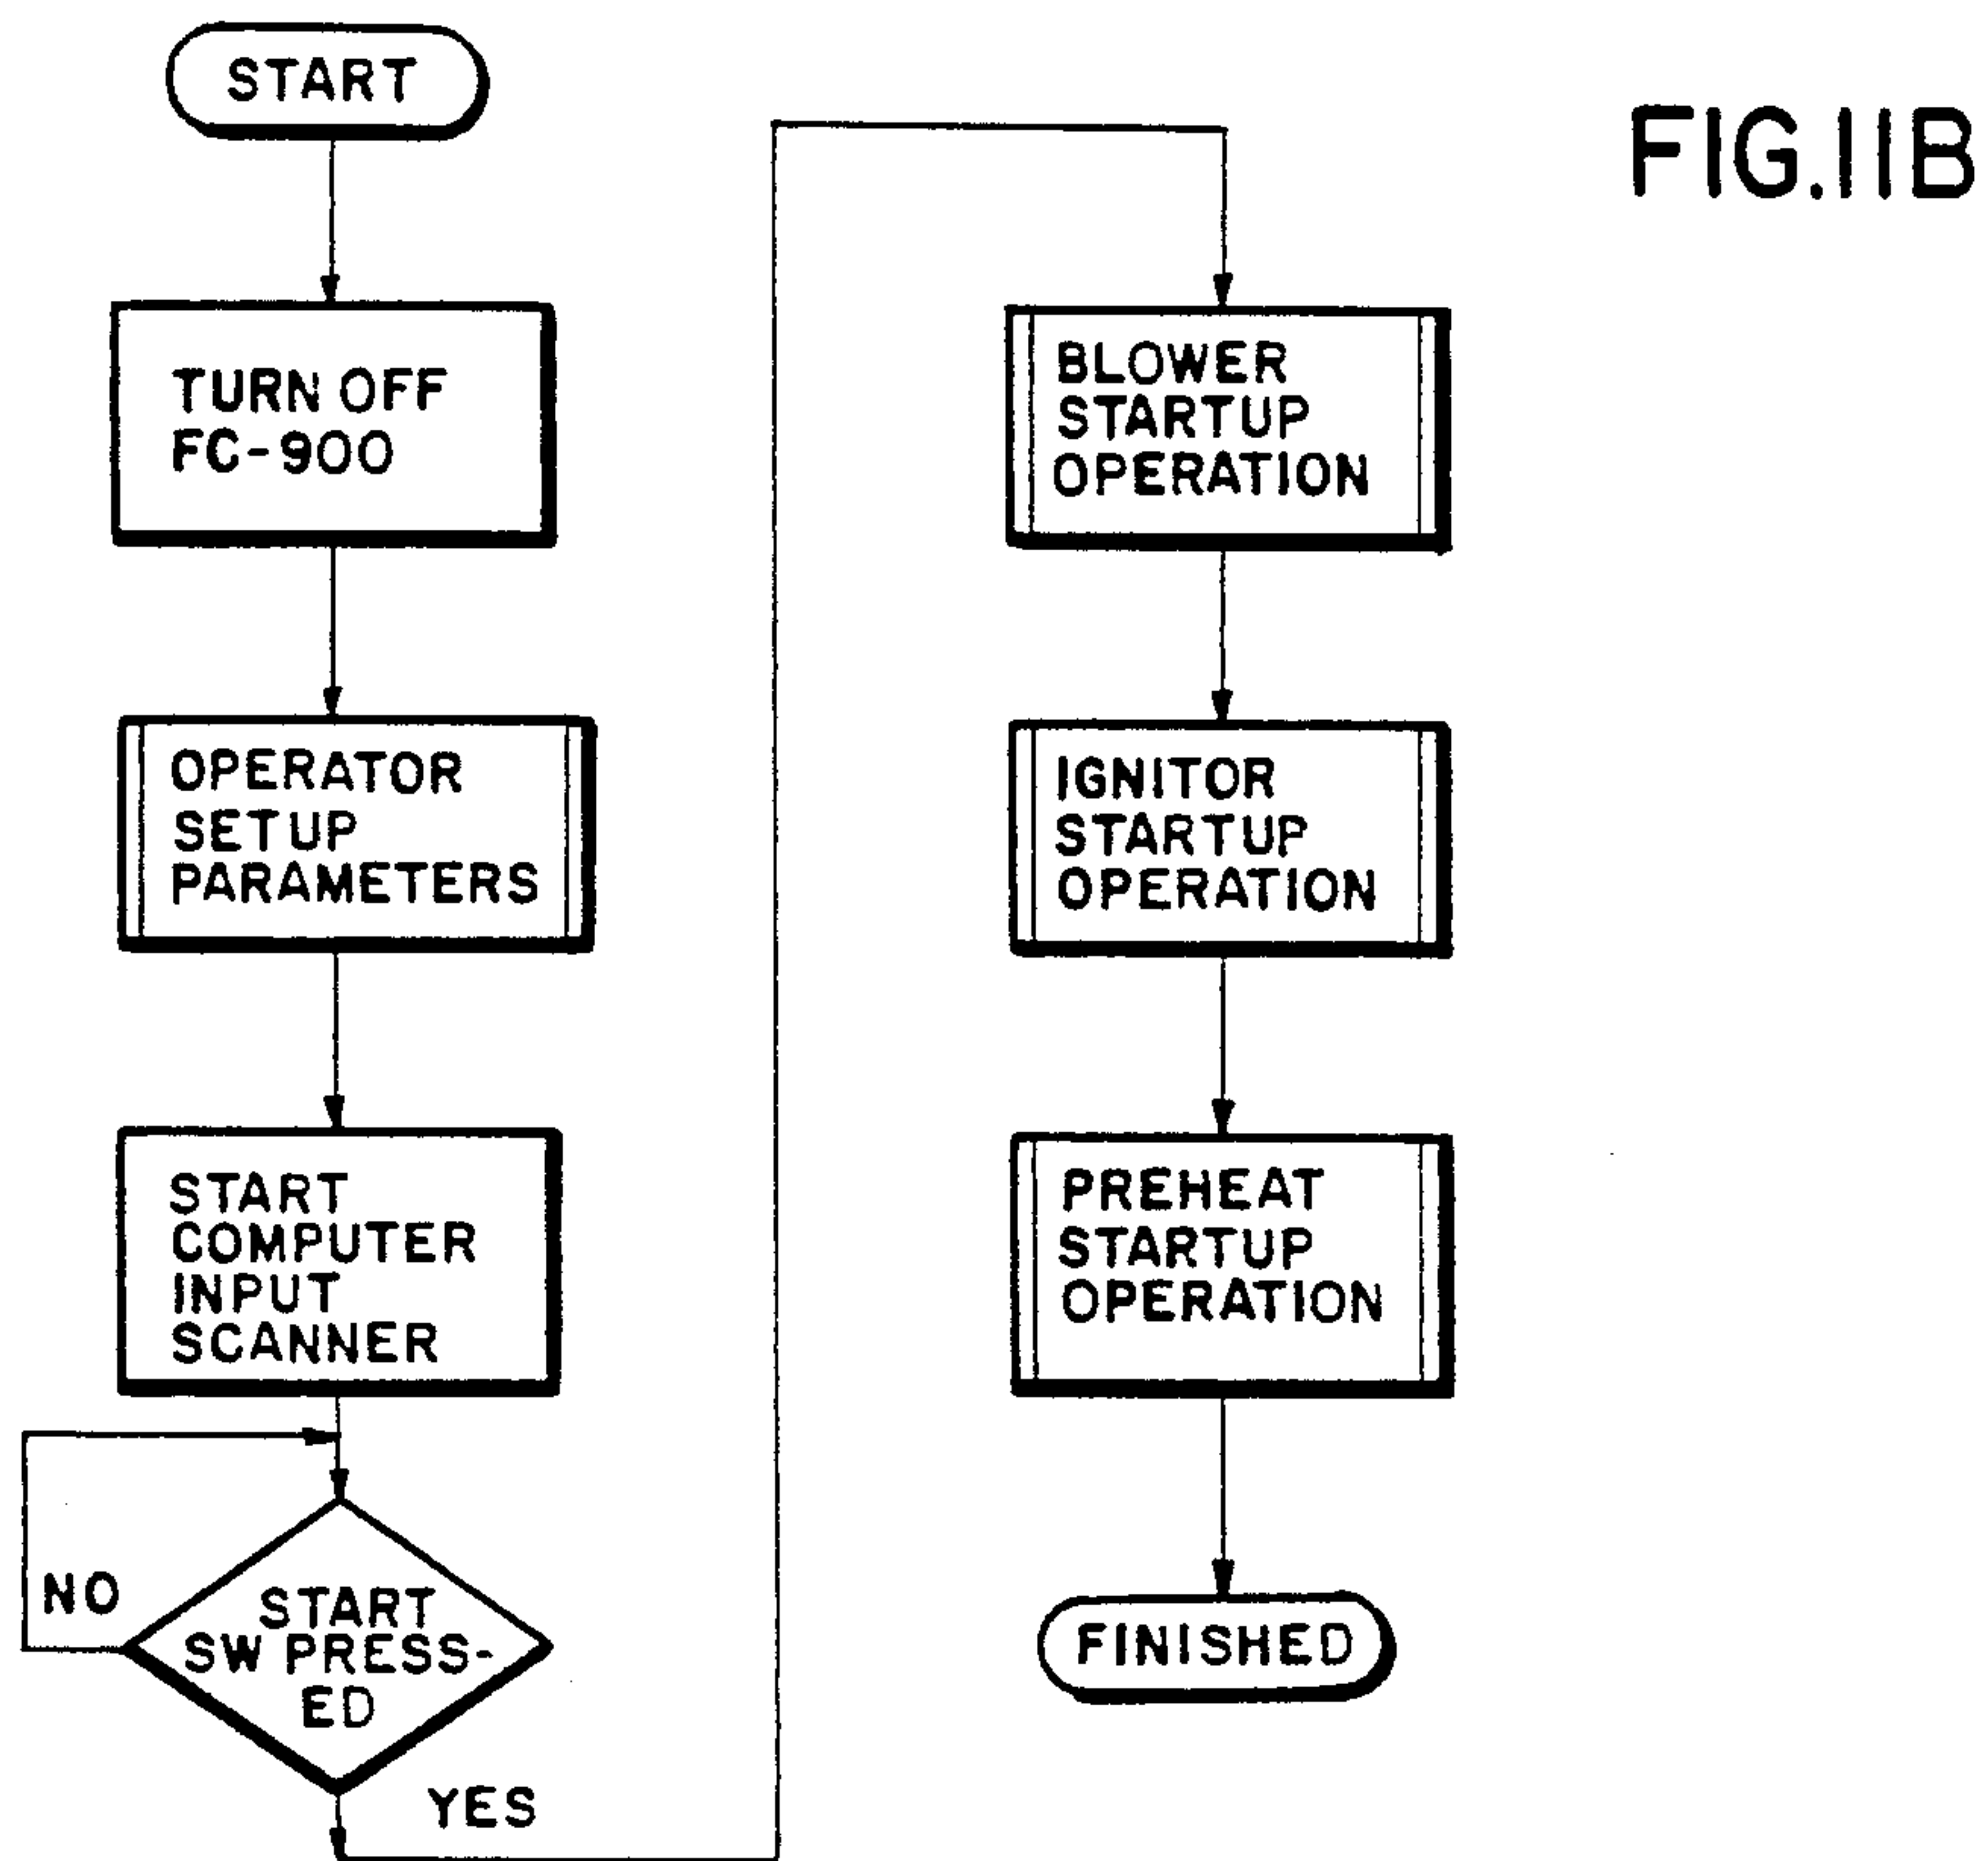 START
TURN OFF
FC-900
OPERATOR
SETUP
PARAMETERS
START
COMPUTER
INPUT
SCANNER
NO
START
SW PRESS-
ED
YES
BLOWER
STARTUP
OPERATION
IGNITOR
STARTUP
OPERATION
PREHEAT
STARTUP
OPERATION
FINISHED
FIG.11B